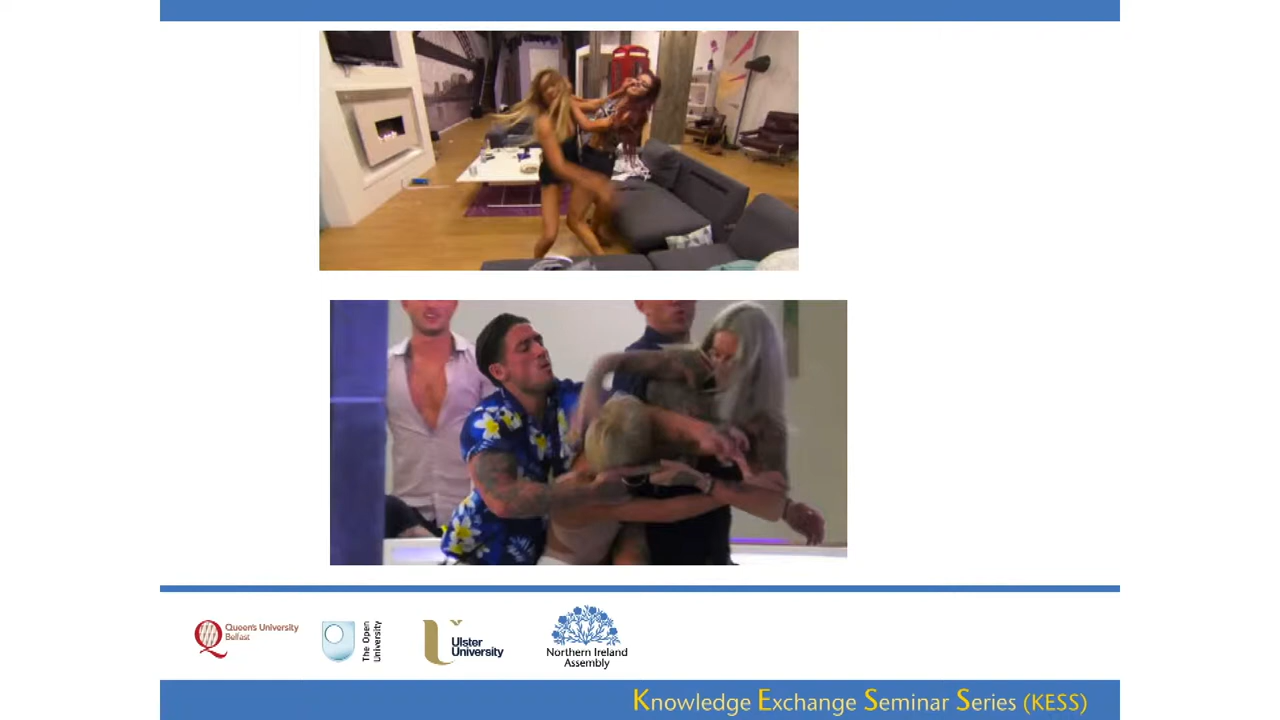 Queen's University
Belfast
The Open
University
Ulster
University
Northern Ireland
Assembly
Knowledge Exchange Seminar Series (KESS)